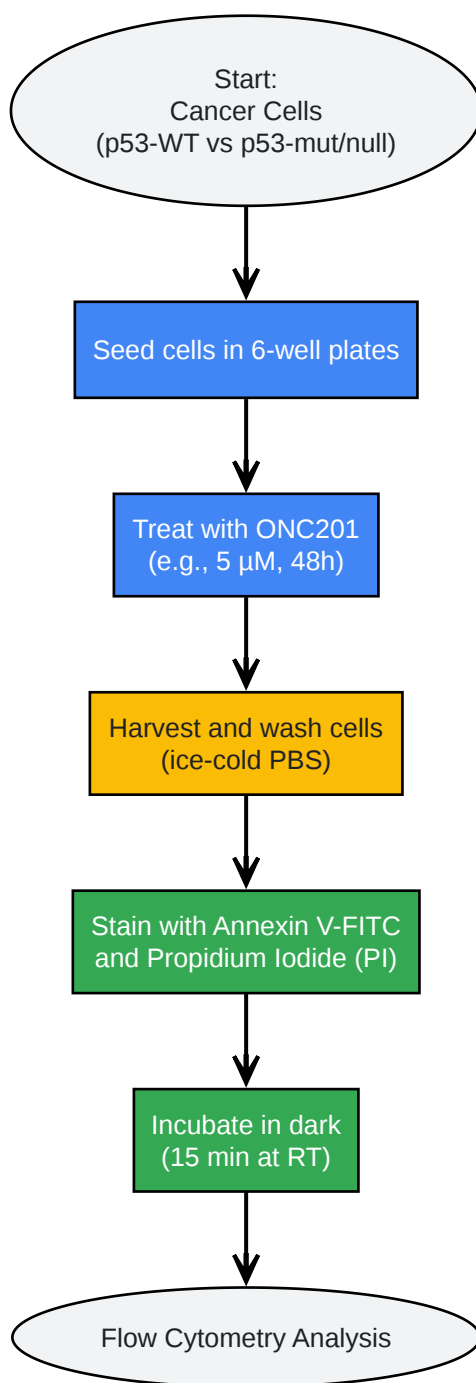 Start:
Cancer Cells
(p53-WT vs p53-mut/null)
Seed cells in 6-well plates
Treat with ONC201
(e.g., 5 µM, 48h)
Harvest and wash cells
(ice-cold PBS)
Stain with Annexin V-FITC
and Propidium Iodide (PI)
Incubate in dark
(15 min at RT)
Flow Cytometry Analysis